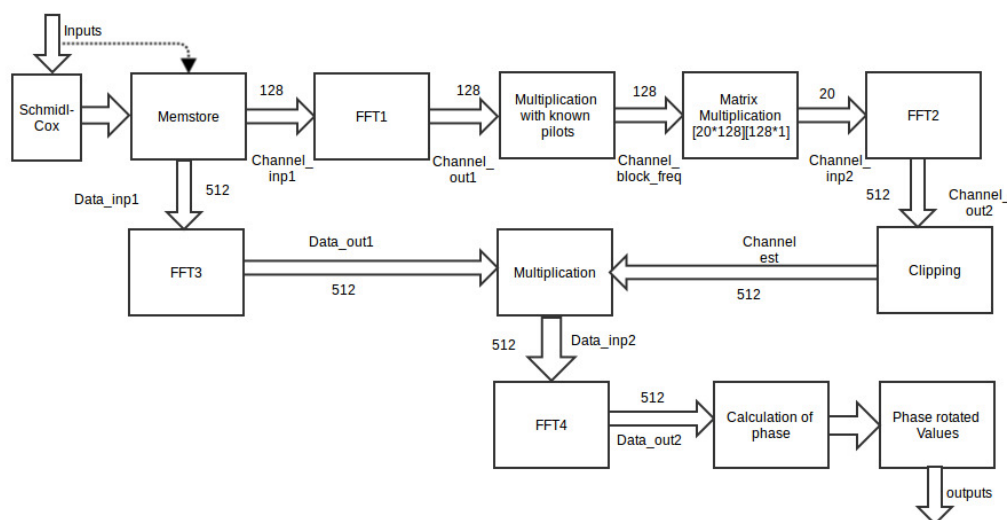 Inputs
Schmidl-
Cox
Memstore
128
Channel_
inp1
FFT1
128
Channel_
out1
Multiplication
with known
pilots
128
Channel_
block_freq
Matrix
Multiplication
[20*128][128*1]
20
Channel_
inp2
FFT2
Data_inp1
512
512
Channel_
out2
FFT3
Data_out1
512
Multiplication
Channel
est
512
Clipping
512
Data_inp2
FFT4
512
Data_out2
Calculation of
phase
Phase rotated
Values
outputs